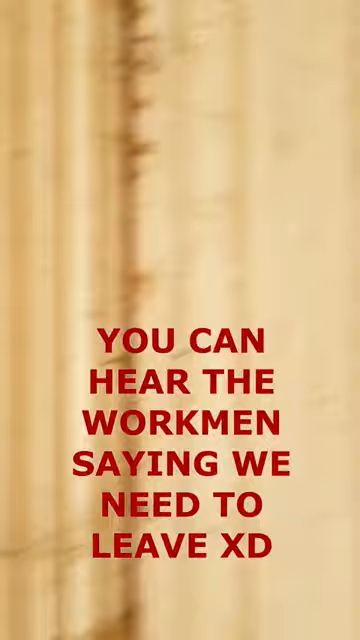 YOU CAN
HEAR THE
WORKMEN
SAYING WE
NEED TO
LEAVE XD